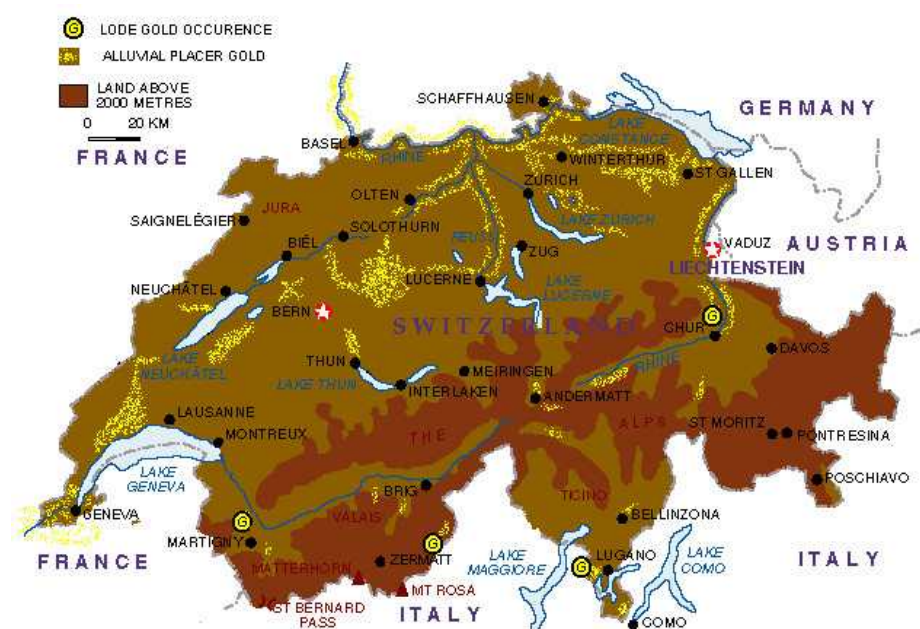 LODE GOLD OCCURENCE
ALLUVIAL PLACER GOLD
LAND ABOVE
2000 METRES
0 20 KM
FRANCE
SCHAFFHAUSEN
GERMANY
BASEL
RHINE
LAKE
CONSTANCE
WINTERTHUR
ST GALLEN
OLTEN
ZURICH
JURA
SAIGNELÉGIER
SOLOTHURN
LAKE ZURICH
BIÊL
REUSS
ZUG
VADUZ
AUSTRIA
LIECHTENSTEIN
NEUCHÂTEL
LUCERNE
LAKE
LUCERNE
BERN
SWITZERLAND
CHUR
LAKE
NEUCHÂTEL
THUN
LAKE THUN
MEIRINGEN
INTERLAKEN
RHINE
DAVOS
ANDERMATT
LAUSANNE
MONTREUX
THE
ALPS
ST MORITZ
PONTRESINA
LAKE
GENEVA
BRIG
VALAIS
TICINO
POSCHIAVO
GENEVA
BELLINZONA
MARTIGNY
G
G
G
G
G
FRANCE
ZERMATT
MATTERHORN
LAKE
MAGGIORE
LUGANO
LAKE
COMO
ITALY
MT ROSA
ST BERNARD
PASS
ITALY
COMO